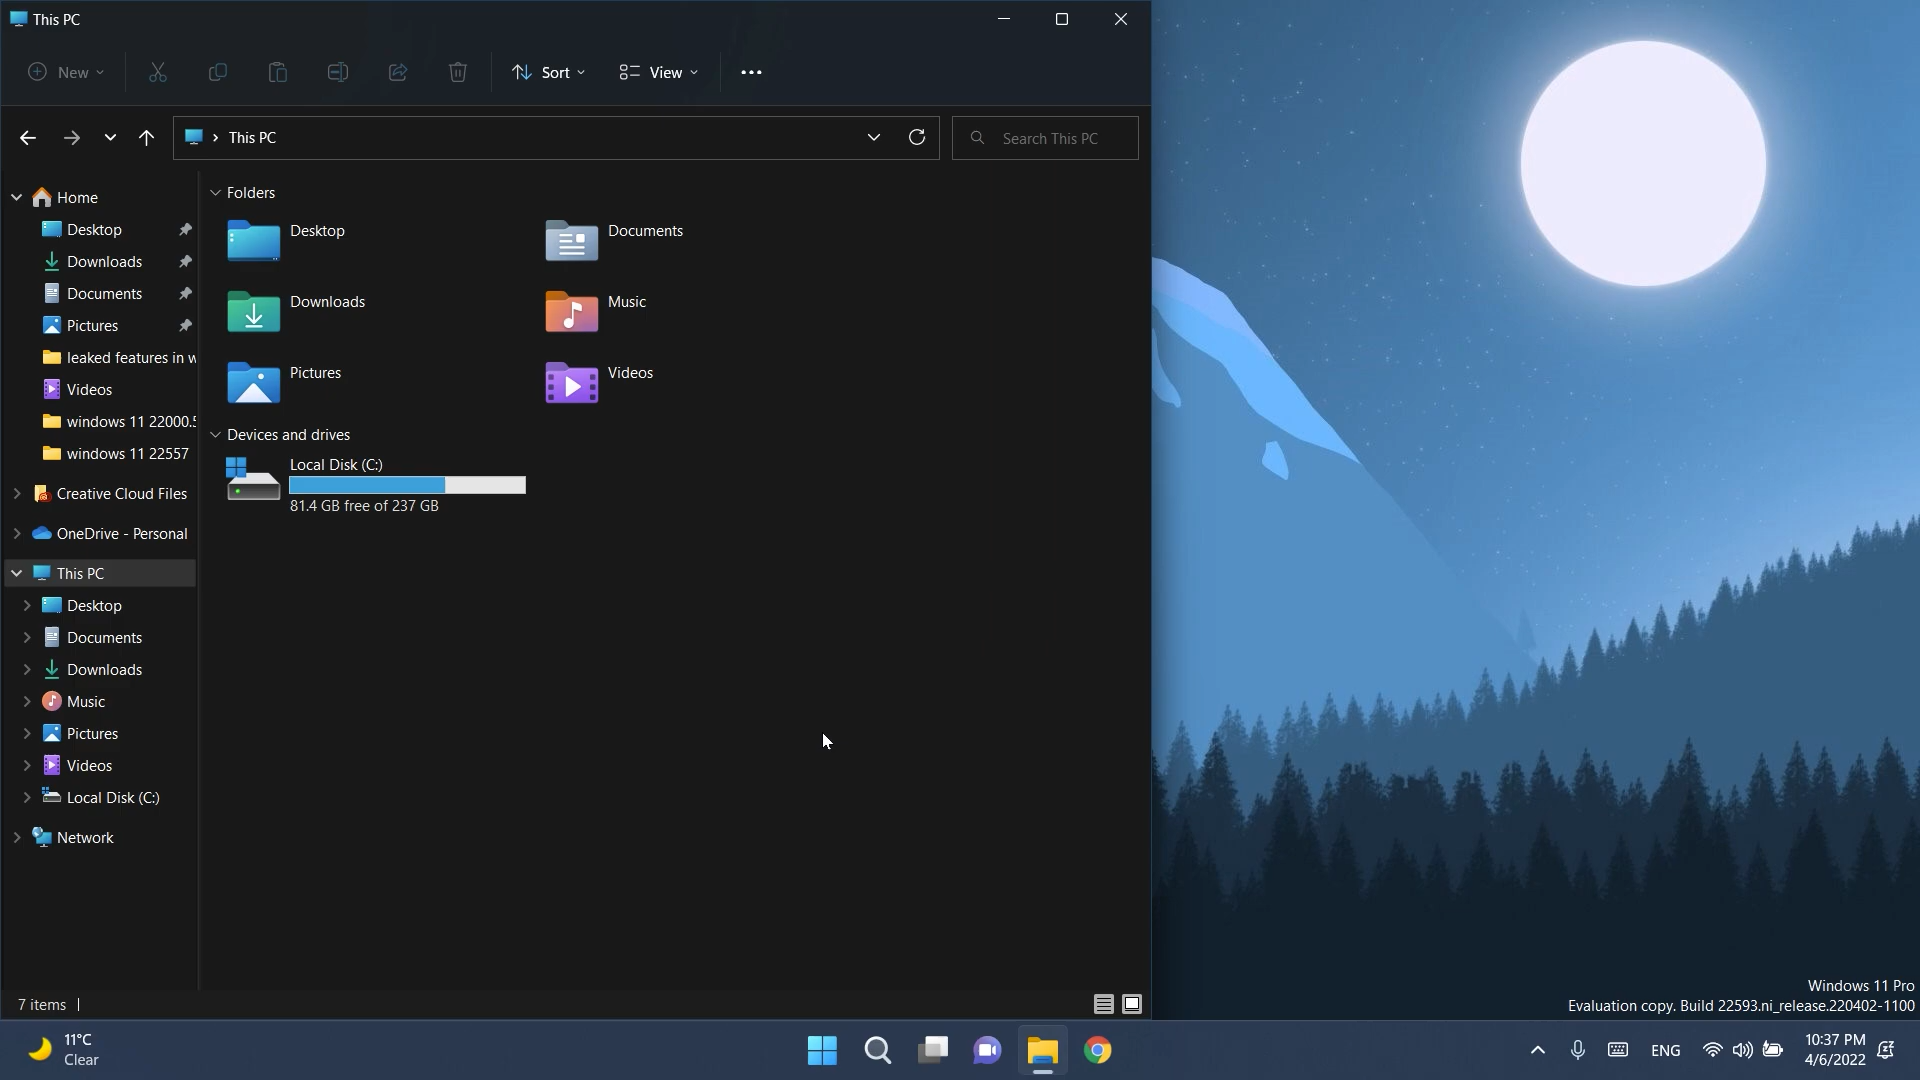 This PC
New
Sort
View
This PC
Search This PC
Home
Desktop
Downloads
Documents
Pictures
leaked features in w
Videos
windows 11 22000.5
windows 11 22557
Creative Cloud Files
OneDrive - Personal
This PC
Desktop
Documents
Downloads
Music
Pictures
Videos
Local Disk (C:)
Network
Folders
Desktop
Documents
Downloads
Music
Pictures
Videos
Devices and drives
Local Disk (C:)
81.4 GB free of 237 GB
7 items
Windows 11 Pro
Evaluation copy. Build 22593.ni_release.220402-1100
11°C
Clear
ENG
10:37 PM
4/6/2022